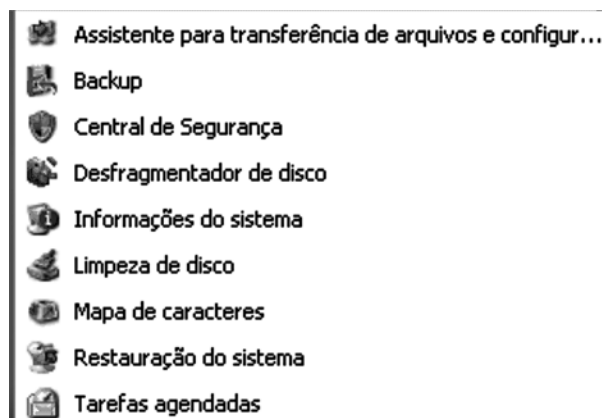 Assistente para transferência de arquivos e configur...
Backup
Central de Segurança
Desfragmentador de disco
Informações do sistema
Limpeza de disco
Mapa de caracteres
Restauração do sistema
Tarefas agendadas